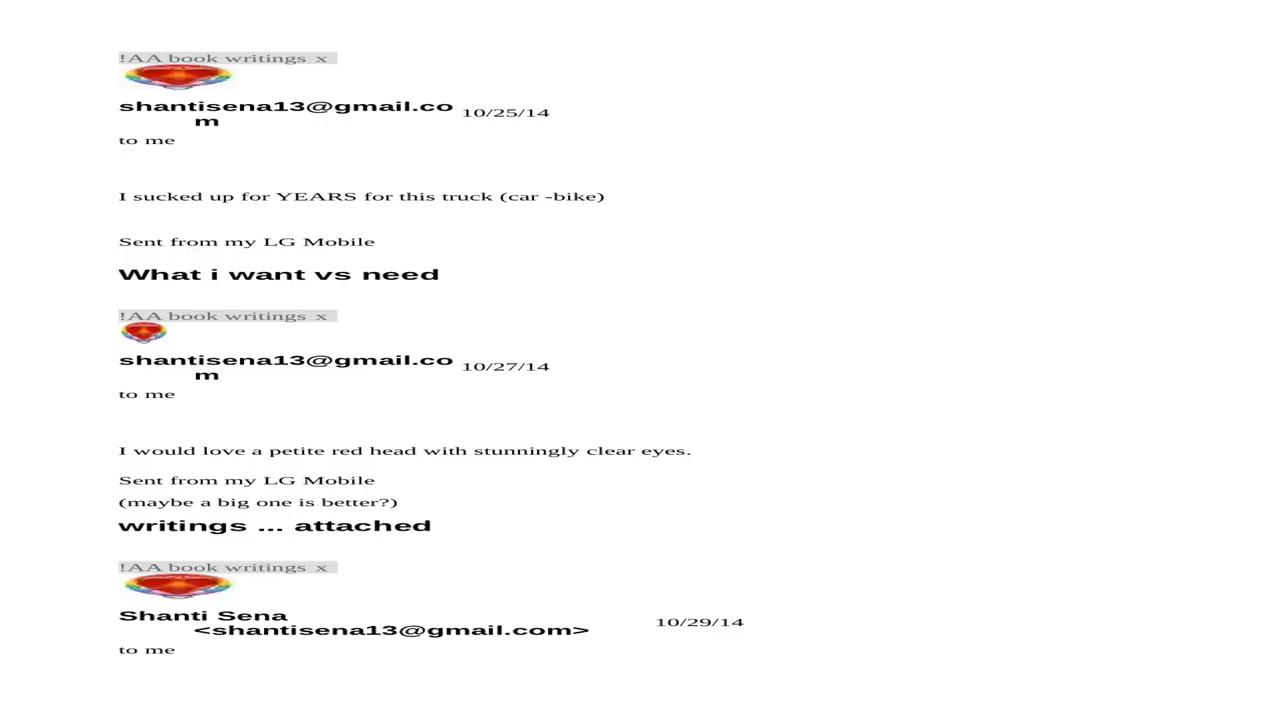 !AA book writings x
shantisena13@gmail.co
m
10/25/14
to me
I sucked up for YEARS for this truck (car -bike)
Sent from my LG Mobile
What i want vs need
!AA book writings x
shantisena13@gmail.co
m
10/27/14
to me
I would love a petite red head with stunningly clear eyes.
Sent from my LG Mobile
(maybe a big one is better?)
writings ... attached
!AA book writings x
Shanti Sena
<shantisena13@gmail.com>
10/29/14
to me